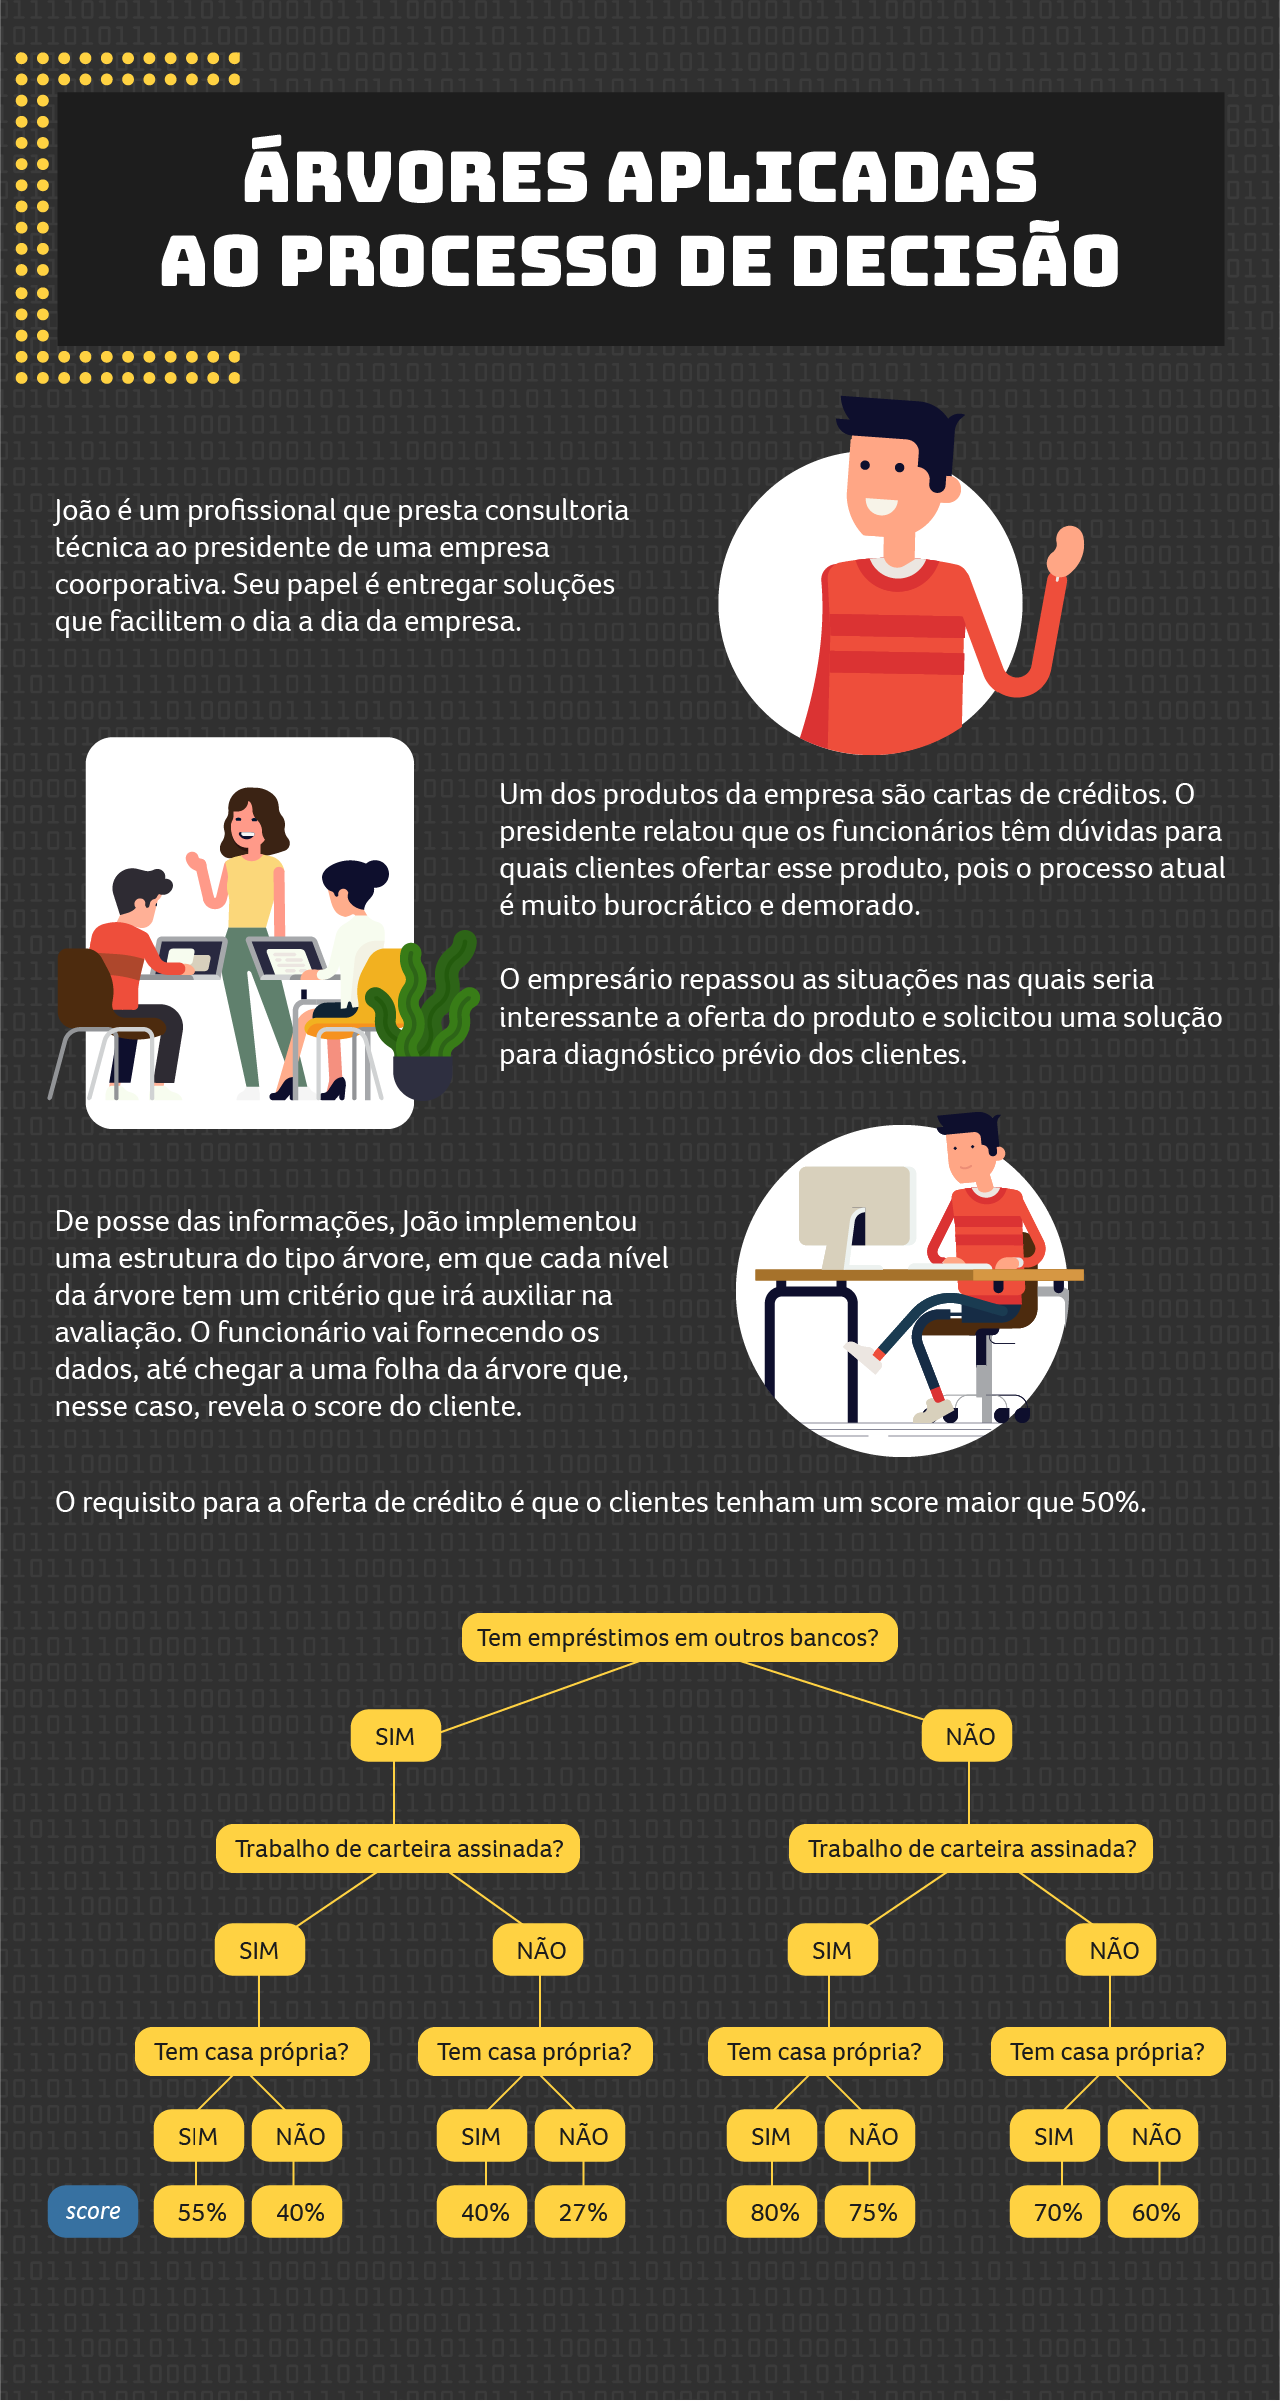 ÁRVORES APLICADAS
AO PROCESSO DE DECISÃO
João é um profissional que presta consultoria
técnica ao presidente de uma empresa
coorporativa. Seu papel é entregar soluções
que facilitem o dia a dia da empresa.
Um dos produtos da empresa são cartas de créditos. O
presidente relatou que os funcionários têm dúvidas para
quais clientes ofertar esse produto, pois o processo atual
é muito burocrático e demorado.
O empresário repassou as situações nas quais seria
interessante a oferta do produto e solicitou uma solução
para diagnóstico prévio dos clientes.
De posse das informações, João implementou
uma estrutura do tipo árvore, em que cada nível
da árvore tem um critério que irá auxiliar na
avaliação. O funcionário vai fornecendo os
dados, até chegar a uma folha da árvore que,
nesse caso, revela o score do cliente.
O requisito para a oferta de crédito é que o clientes tenham um score maior que 50%.
Tem empréstimos em outros bancos?
SIM NÃO
Trabalho de carteira assinada? Trabalho de carteira assinada?
SIM NÃO SIM NÃO
Tem casa própria? Tem casa própria? Tem casa própria? Tem casa própria?
SIM NÃO SIM NÃO SIM NÃO SIM NÃO
score 55% 40% 40% 27% 80% 75% 70% 60%